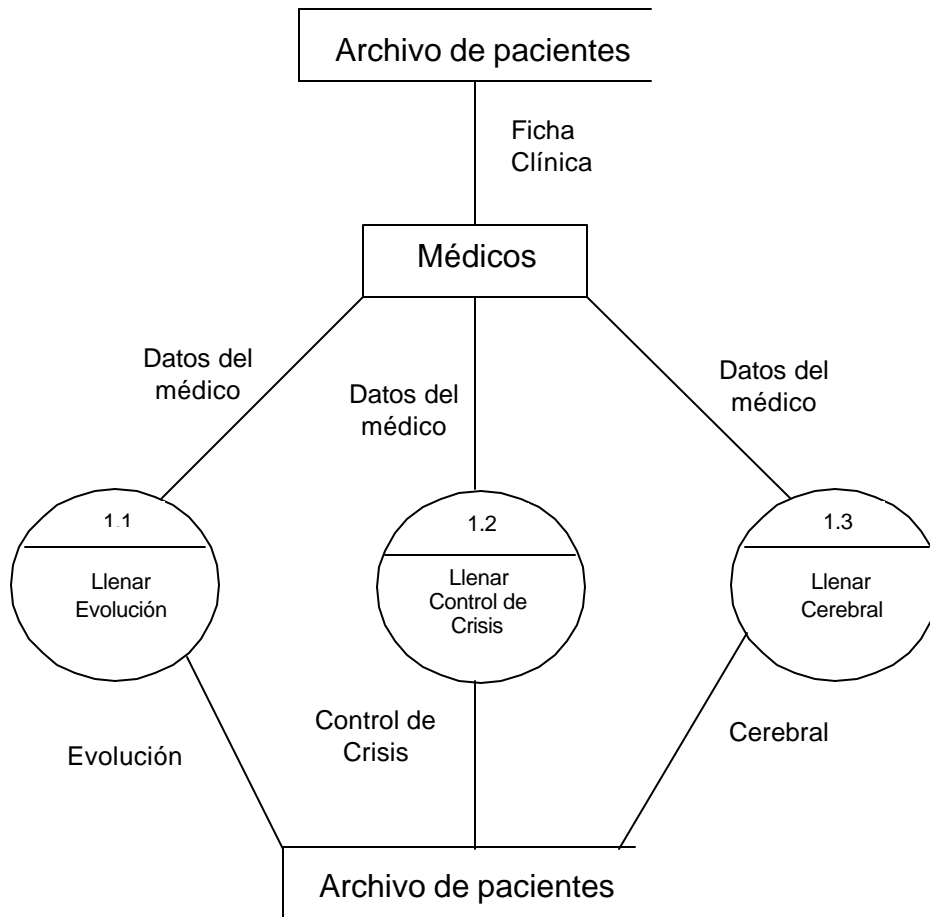 Archivo de pacientes
Ficha
Clínica
Médicos
Datos del
médico
Datos del
médico
Datos del
médico
1.1
Llenar
Evolución
1.2
Llenar
Control de
Crisis
1.3
Llenar
Cerebral
Evolución
Control de
Crisis
Cerebral
Archivo de pacientes